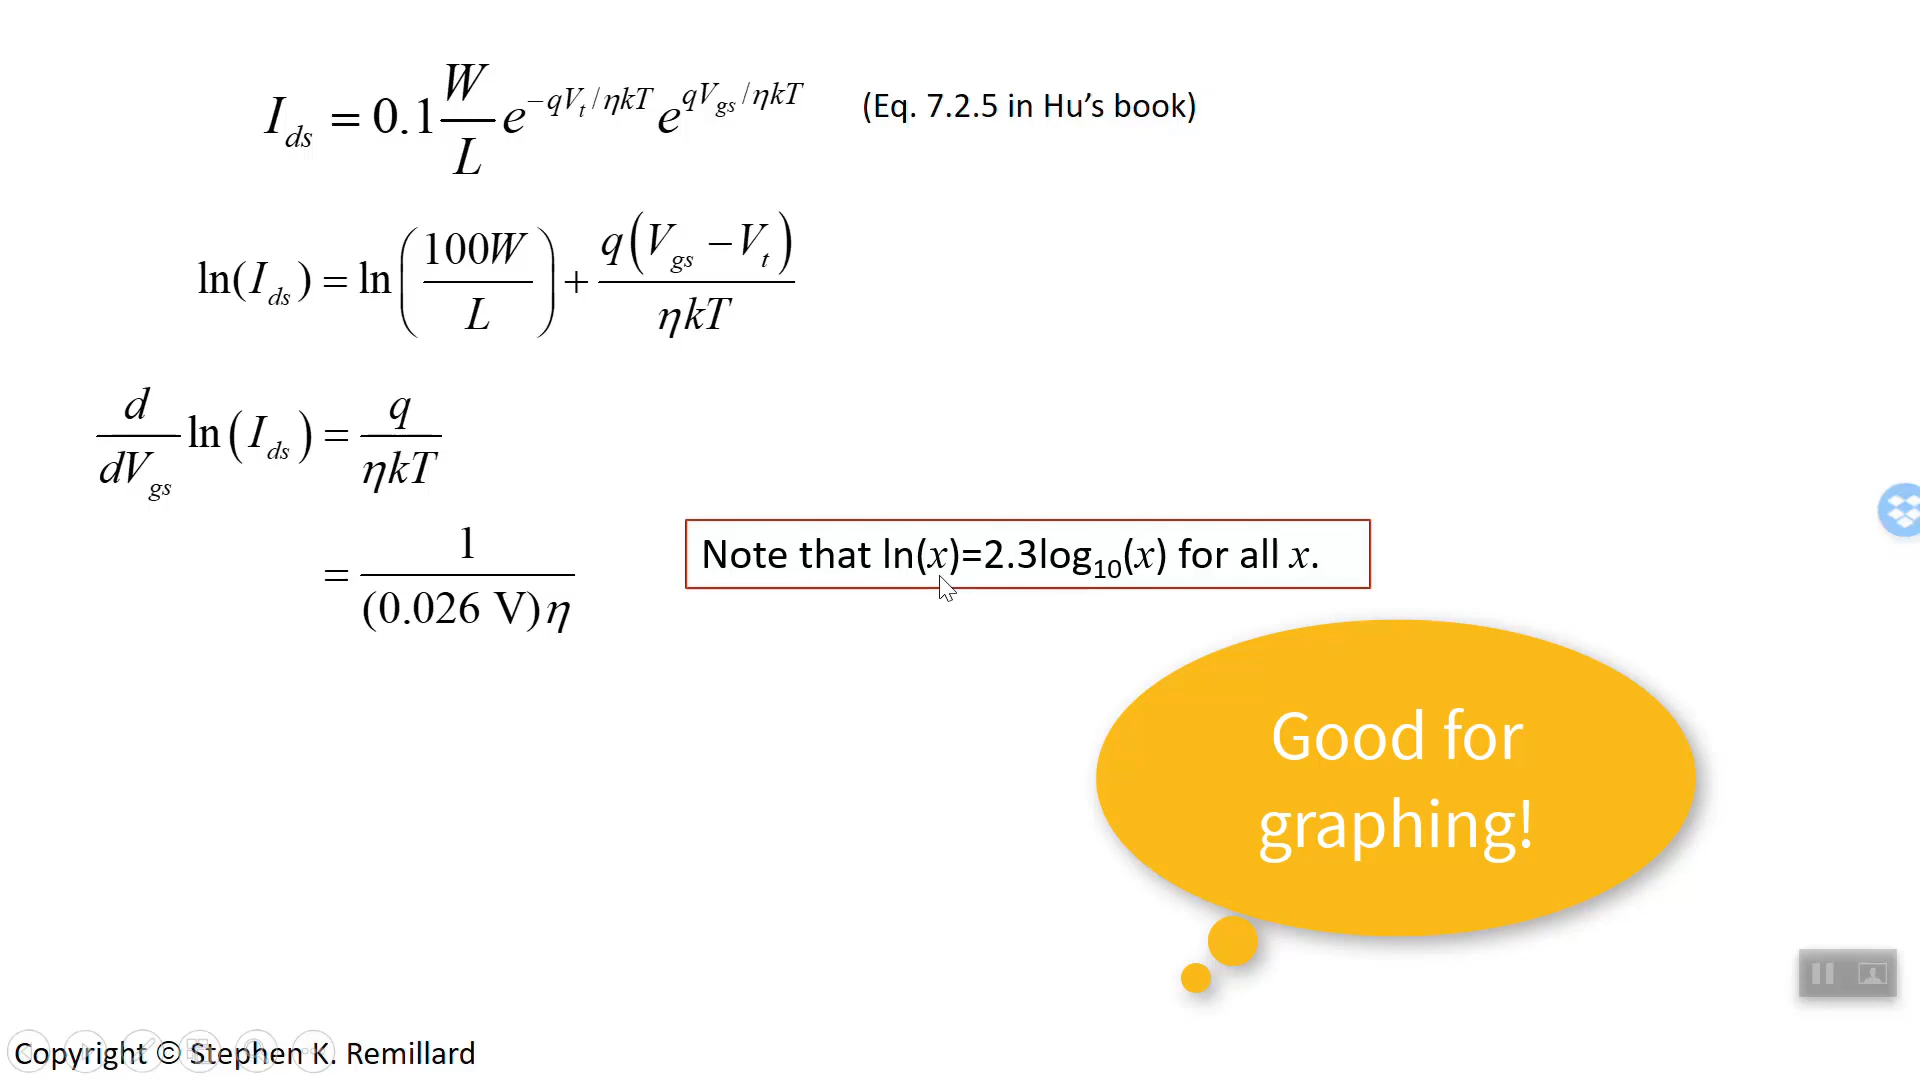 I_ds = 0.1 W/L e^(−qV_t/ηkT) e^(qV_gs/ηkT) (Eq. 7.2.5 in Hu’s book)
ln(I_ds) = ln(100W/L) + q(V_gs − V_t)/ηkT
d/dV_gs ln(I_ds) = q/ηkT
= 1/(0.026 V)η
Note that ln(x)=2.3log₁₀(x) for all x.
Good for
graphing!
Copyright © Stephen K. Remillard